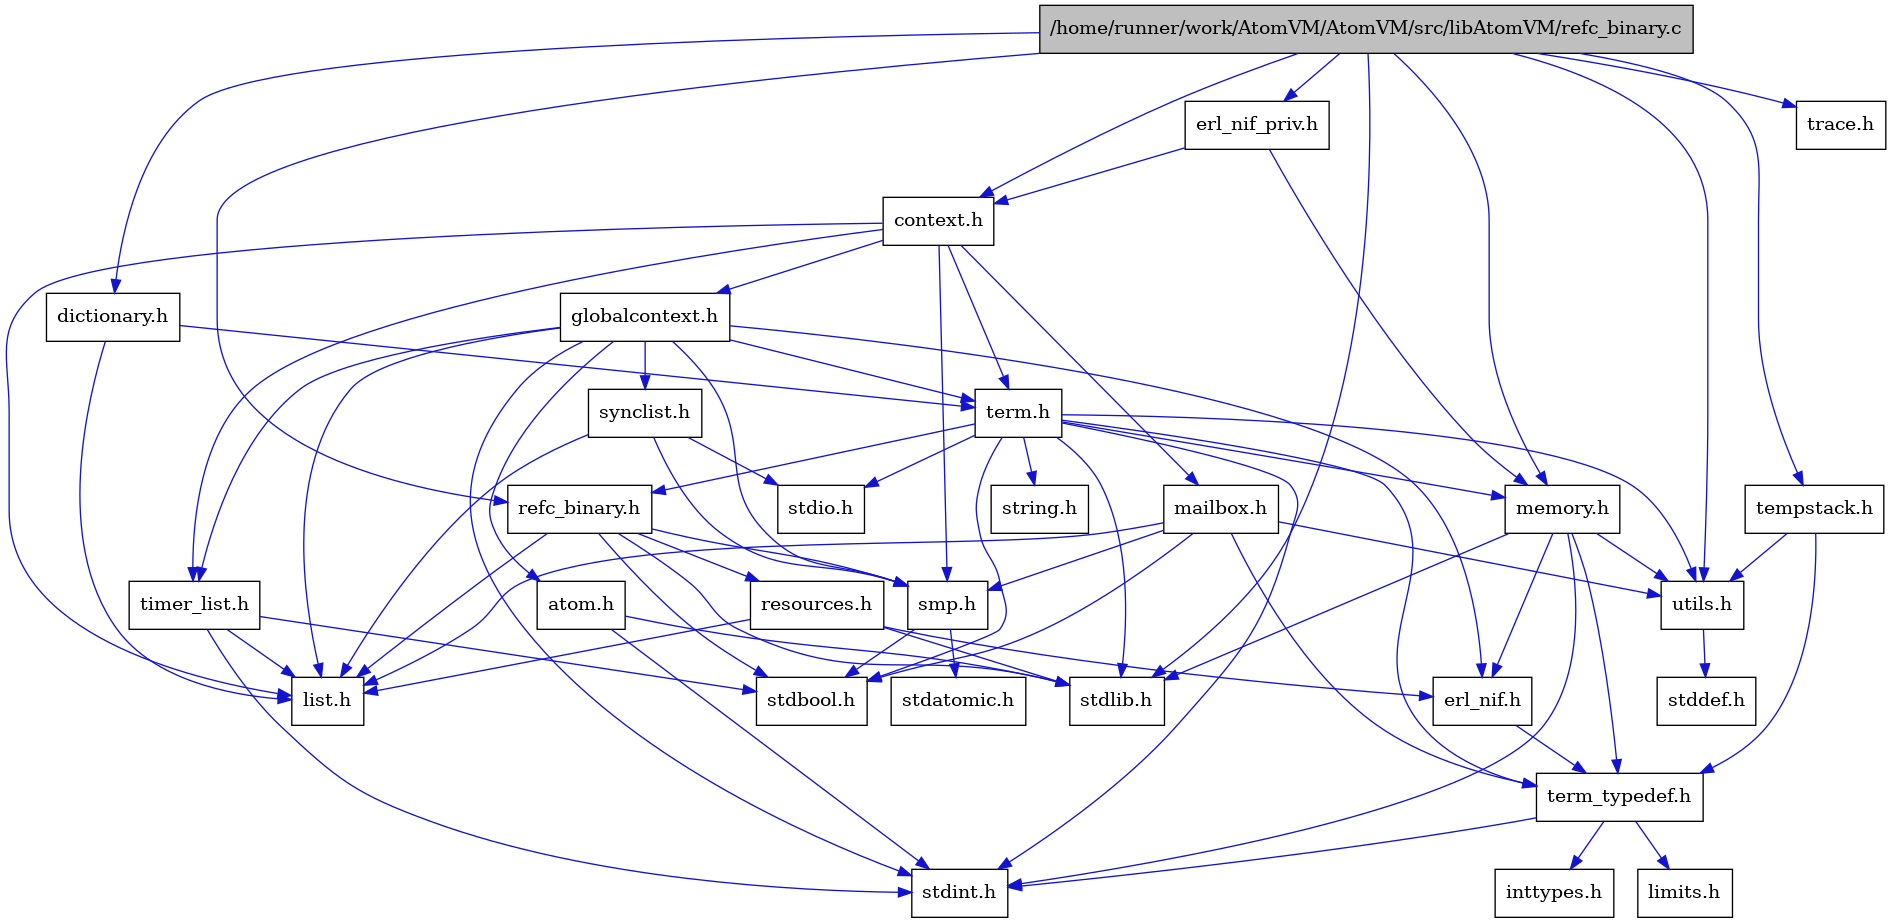 /home/runner/work/AtomVM/AtomVM/src/libAtomVM/refc_binary.c
erl_nif_priv.h
trace.h
context.h
dictionary.h
globalcontext.h
synclist.h
term.h
refc_binary.h
stdio.h
string.h
mailbox.h
memory.h
tempstack.h
timer_list.h
atom.h
resources.h
smp.h
utils.h
list.h
stdbool.h
stdatomic.h
stdlib.h
erl_nif.h
stddef.h
term_typedef.h
stdint.h
inttypes.h
limits.h